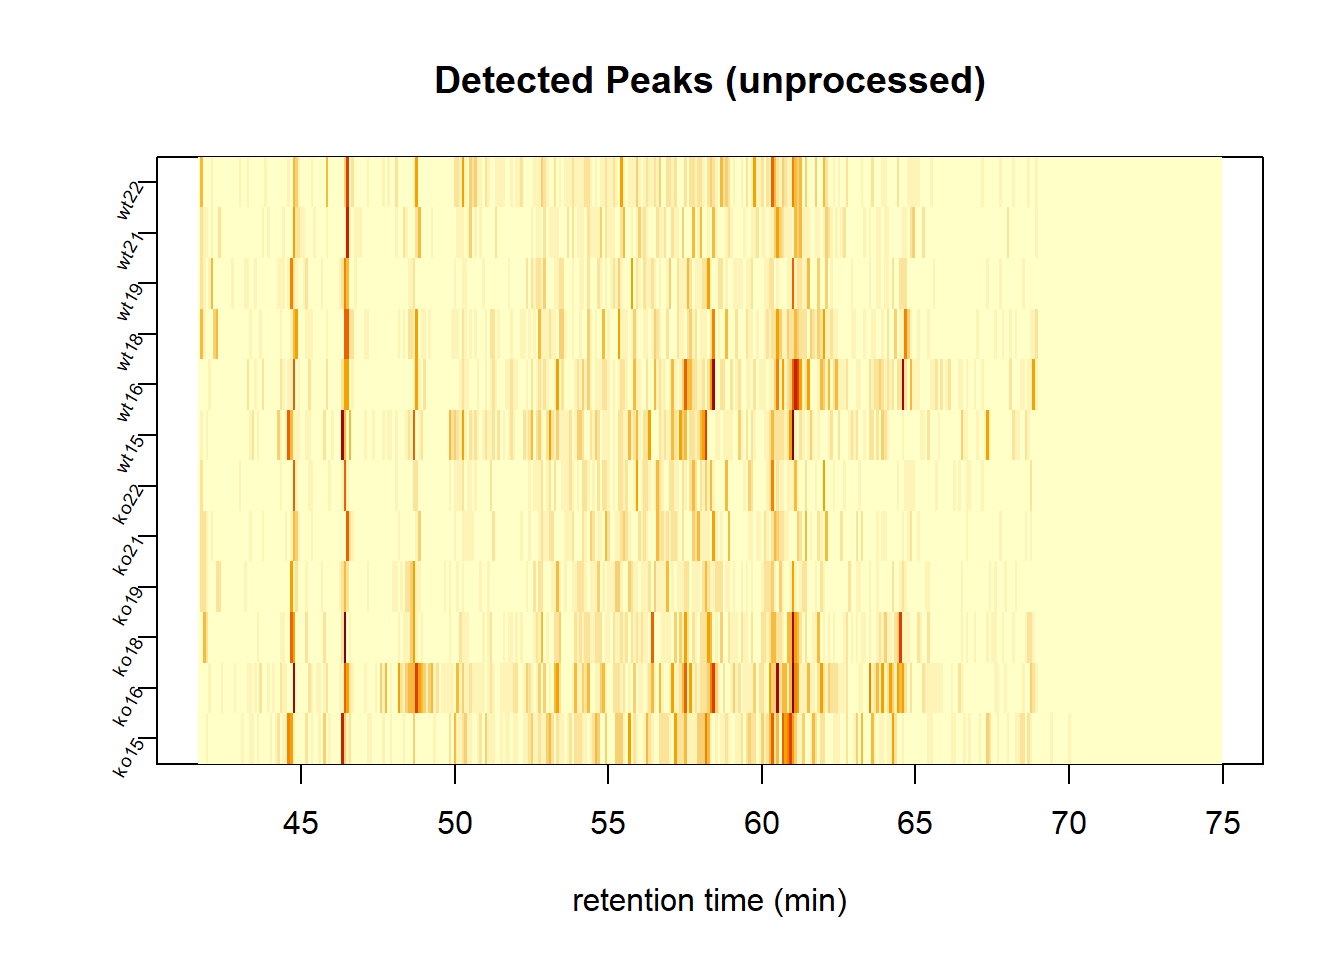 Detected Peaks (unprocessed)
wt22
wt21
wt19
wt18
wt16
wt15
ko22
ko21
ko19
ko18
ko16
ko15
45 50 55 60 65 70 75
retention time (min)